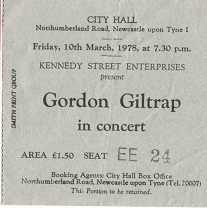 CITY HALL
Northumberland Road, Newcastle upon Tyne 1
Friday, 10th March, 1978, at 7.30 p.m.
KENNEDY STREET ENTERPRISES
present
Gordon Giltrap
in concert
AREA £1.50 SEAT EE 24
Booking Agents: City Hall Box Office
Northumberland Road, Newcastle upon Tyne (Tel. 20007)
This Portion to be retained.
SMITH PRINT GROUP